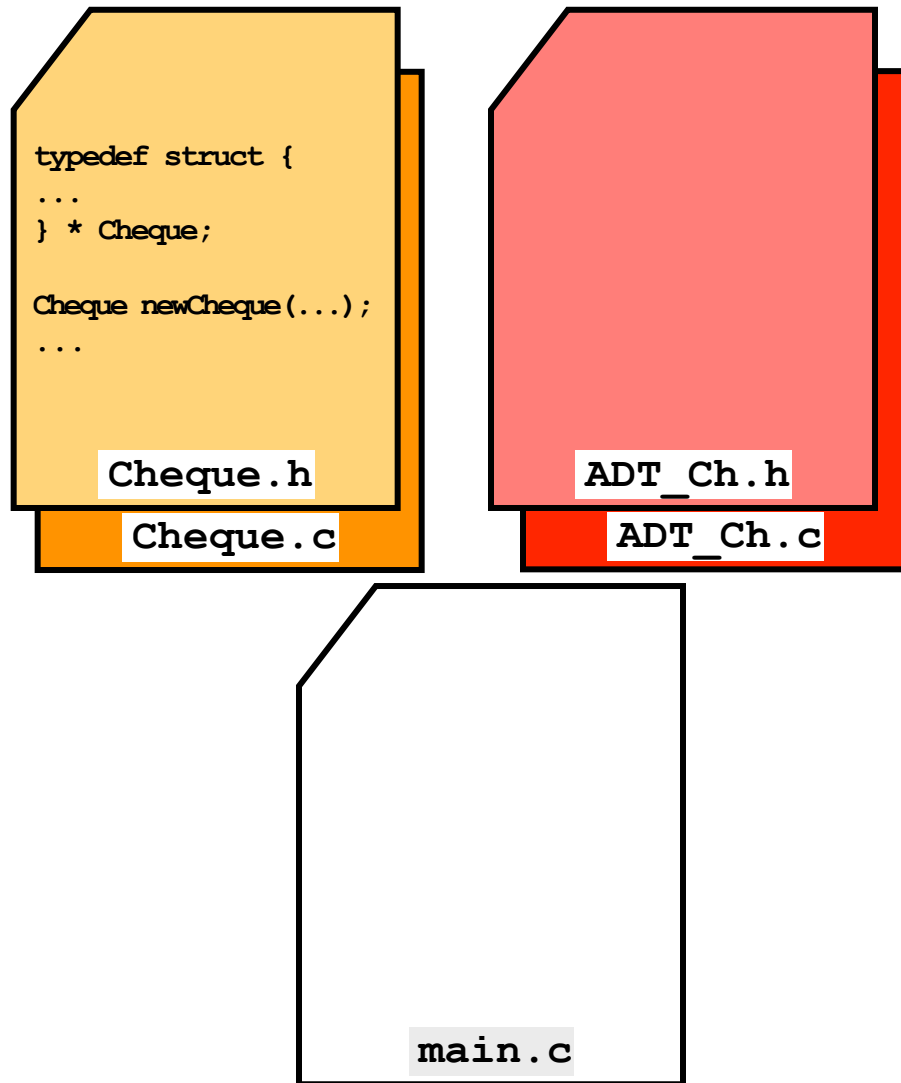 typedef struct {
...
} * Cheque;
Cheque newCheque(...);
...
Cheque.h
Cheque.c
ADT_Ch.h
ADT_Ch.c
main.c